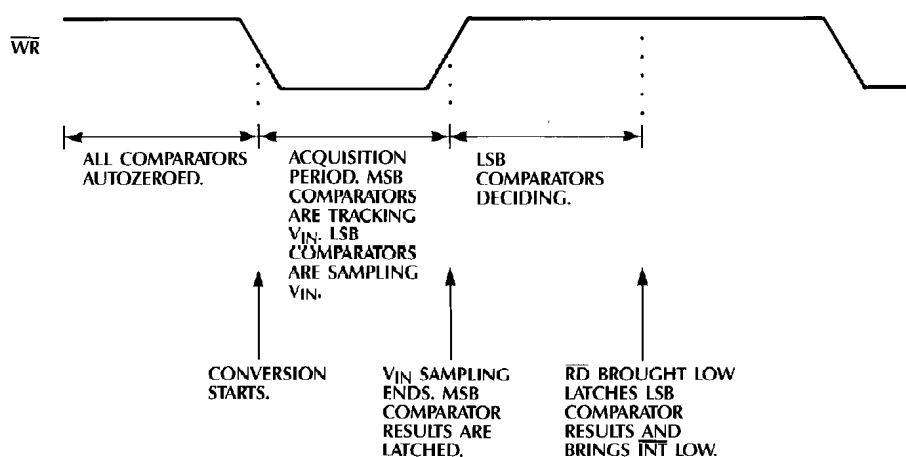 WR
ALL COMPARATORS
AUTOZEROED.
ACQUISITION
PERIOD. MSB
COMPARATORS
ARE TRACKING
VIN. LSB
COMPARATORS
ARE SAMPLING
VIN.
LSB
COMPARATORS
DECIDING.
CONVERSION
STARTS.
VIN SAMPLING
ENDS. MSB
COMPARATOR
RESULTS ARE
LATCHED.
RD BROUGHT LOW
LATCHES LSB
COMPARATOR
RESULTS AND
BRINGS INT LOW.